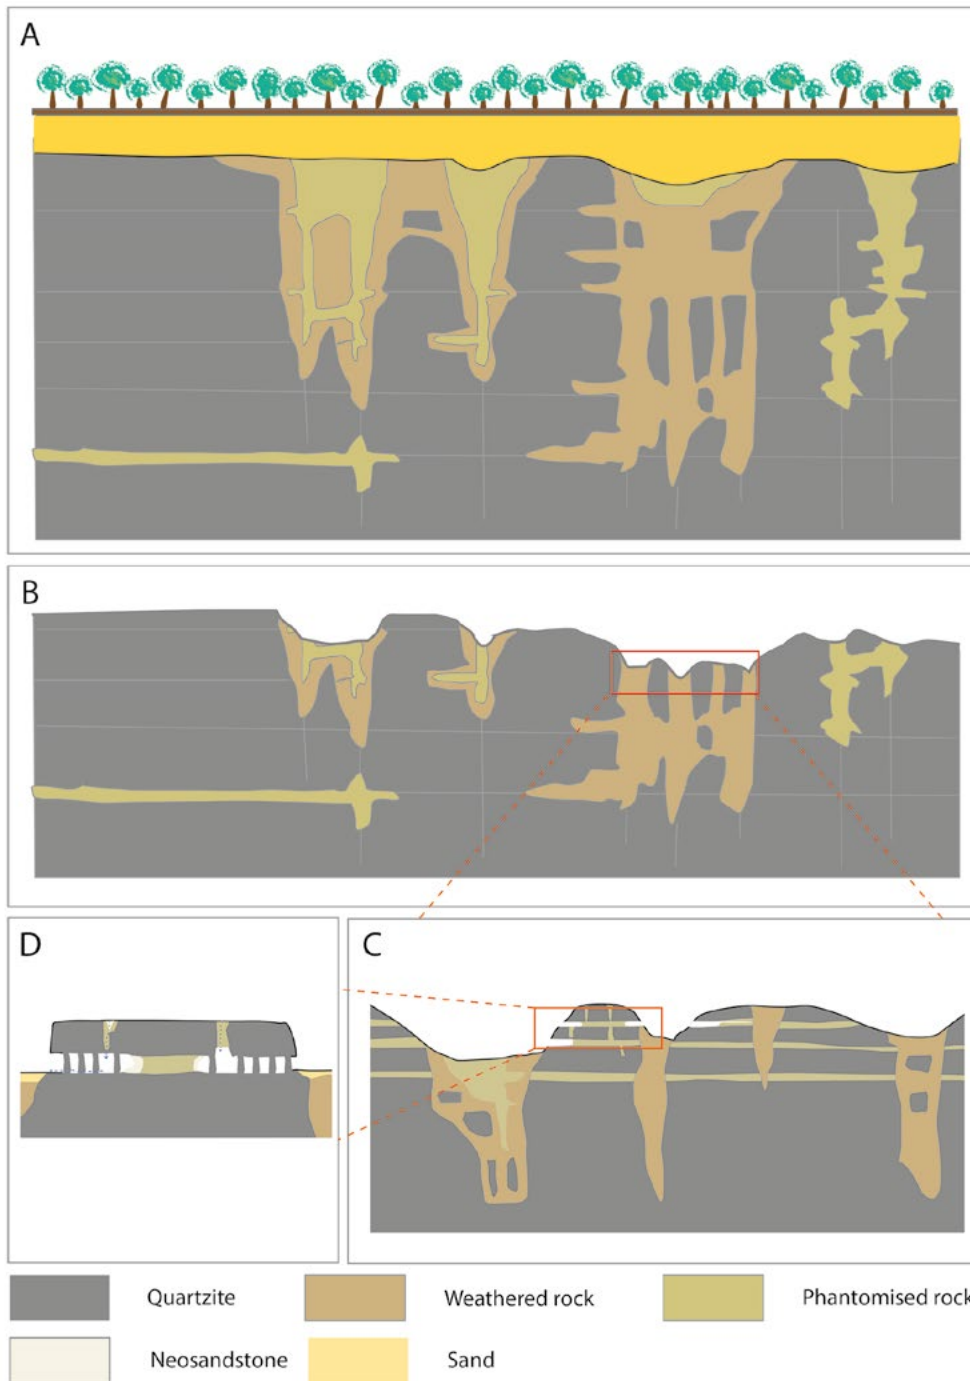 A
B
D
C
Quartzite
Weathered rock
Phantomised rock
Neosandstone
Sand